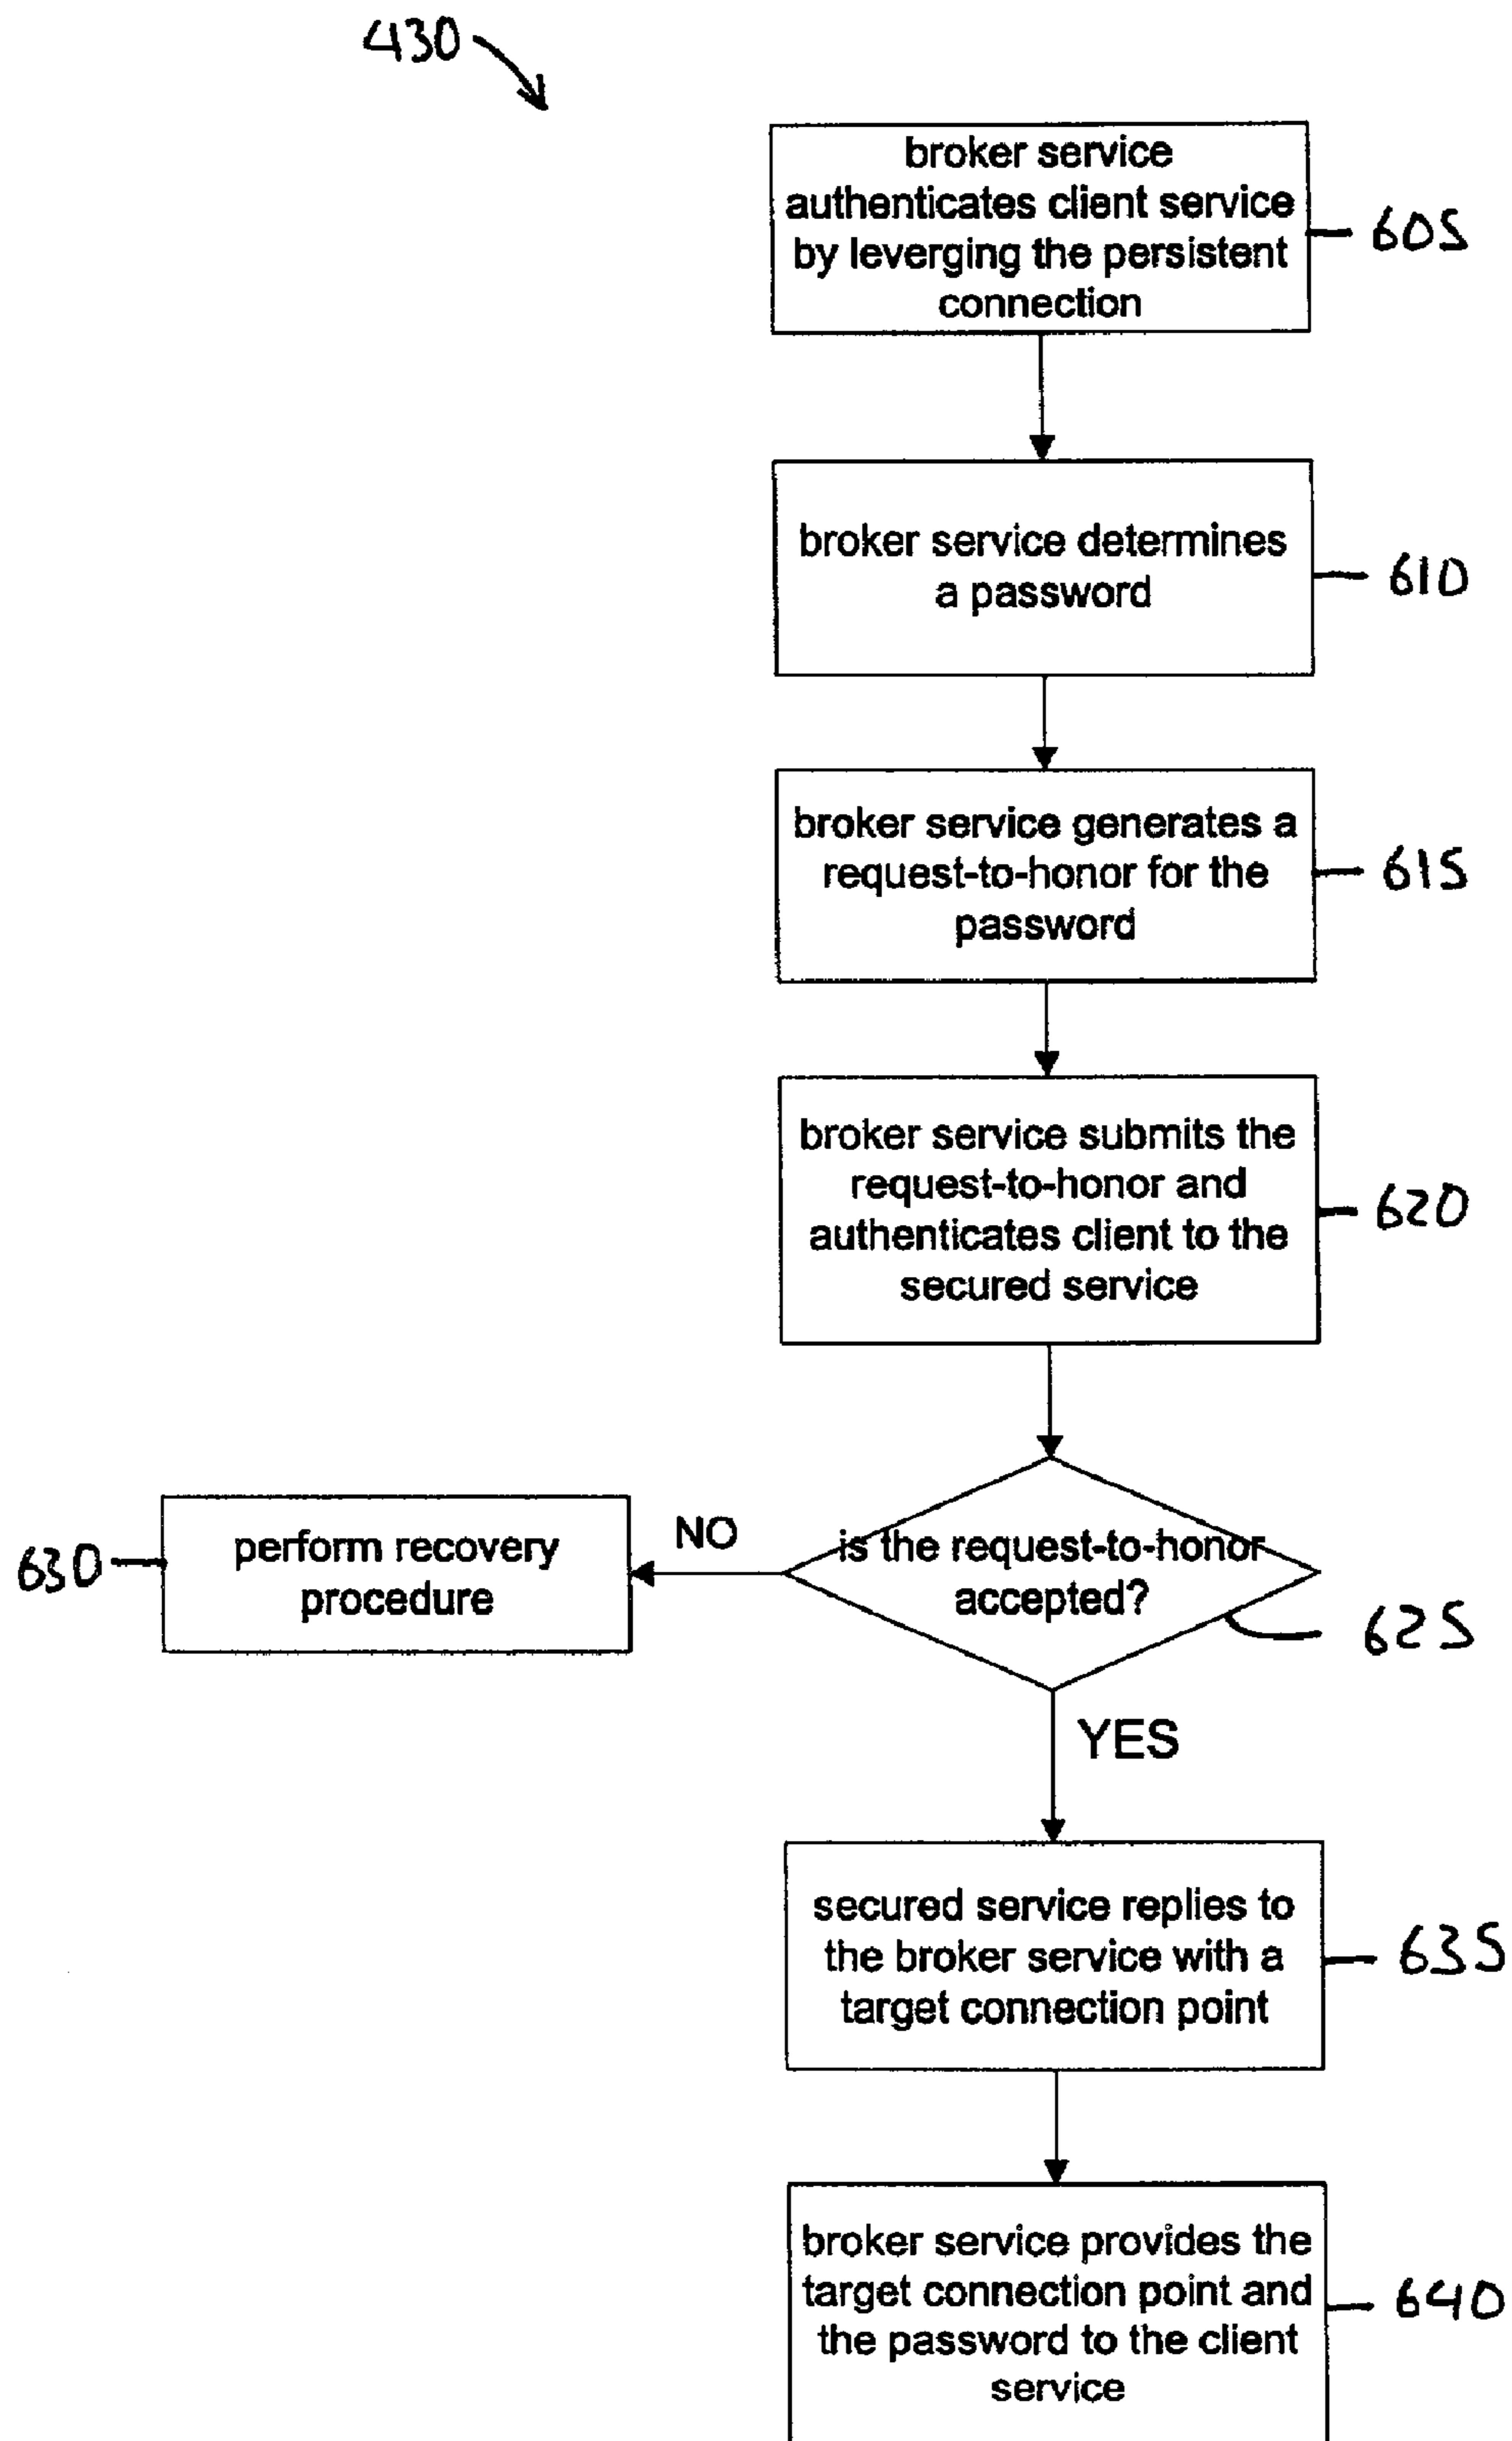 430
broker service
authenticates client service
by leverging the persistent
connection
605
broker service determines
a password
610
broker service generates a
request-to-honor for the
password
615
broker service submits the
request-to-honor and
authenticates client to the
secured service
620
is the request-to-honor
accepted?
625
NO
perform recovery
procedure
630
YES
secured service replies to
the broker service with a
target connection point
635
broker service provides the
target connection point and
the password to the client
service
640